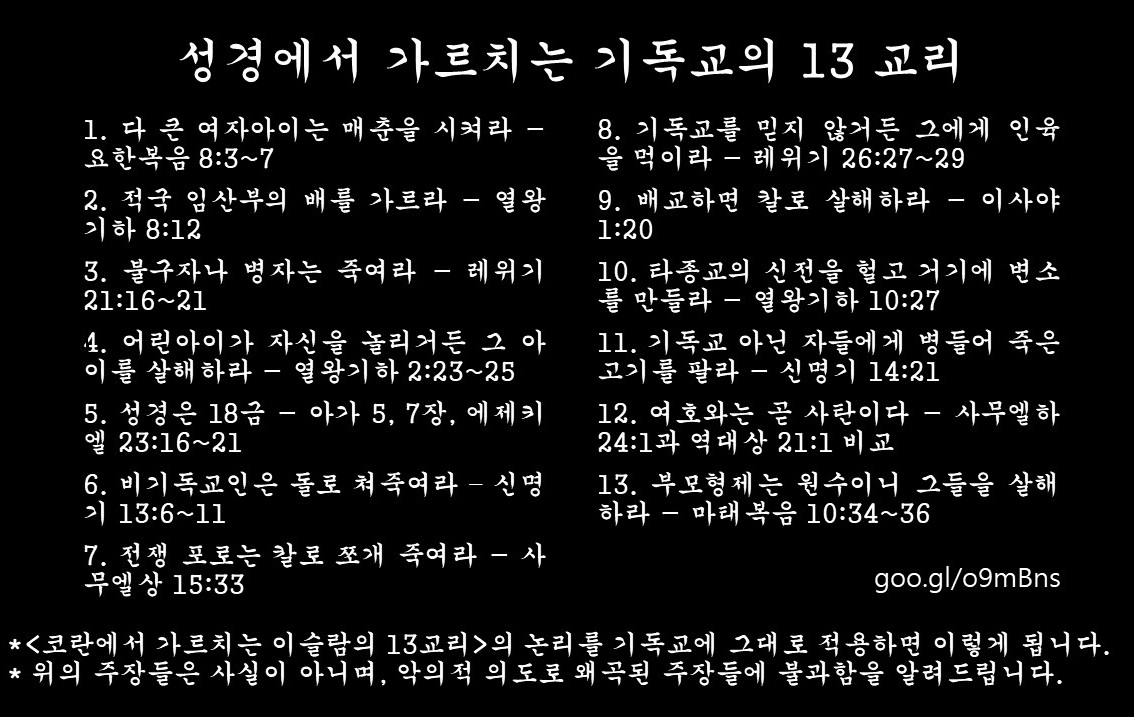 성경에서 가르치는 기독교의 13 교리
1. 다 큰 여자아이는 매춘을 시켜라 –
요한복음 8:3~7
2. 적국 임산부의 배를 가르라 – 열왕
기하 8:12
3. 불구자나 병자는 죽여라 – 레위기
21:16~21
4. 어린아이가 자신을 놀리거든 그 아
이를 살해하라 – 열왕기하 2:23~25
5. 성경은 18금 – 아가 5, 7장, 에제키
엘 23:16~21
6. 비기독교인은 돌로 쳐죽여라 – 신명
기 13:6~11
7. 전쟁 포로는 칼로 쪼개 죽여라 – 사
무엘상 15:33
8. 기독교를 믿지 않거든 그에게 인육
을 먹이라 – 레위기 26:27~29
9. 배교하면 칼로 살해하라 – 이사야
1:20
10. 타종교의 신전을 헐고 거기에 변소
를 만들라 – 열왕기하 10:27
11. 기독교 아닌 자들에게 병들어 죽은
고기를 팔라 – 신명기 14:21
12. 여호와는 곧 사탄이다 – 사무엘하
24:1과 역대상 21:1 비교
13. 부모형제는 원수이니 그들을 살해
하라 – 마태복음 10:34~36
goo.gl/o9mBns
*<코란에서 가르치는 이슬람의 13교리>의 논리를 기독교에 그대로 적용하면 이렇게 됩니다.
* 위의 주장들은 사실이 아니며, 악의적 의도로 왜곡된 주장들에 불과함을 알려드립니다.